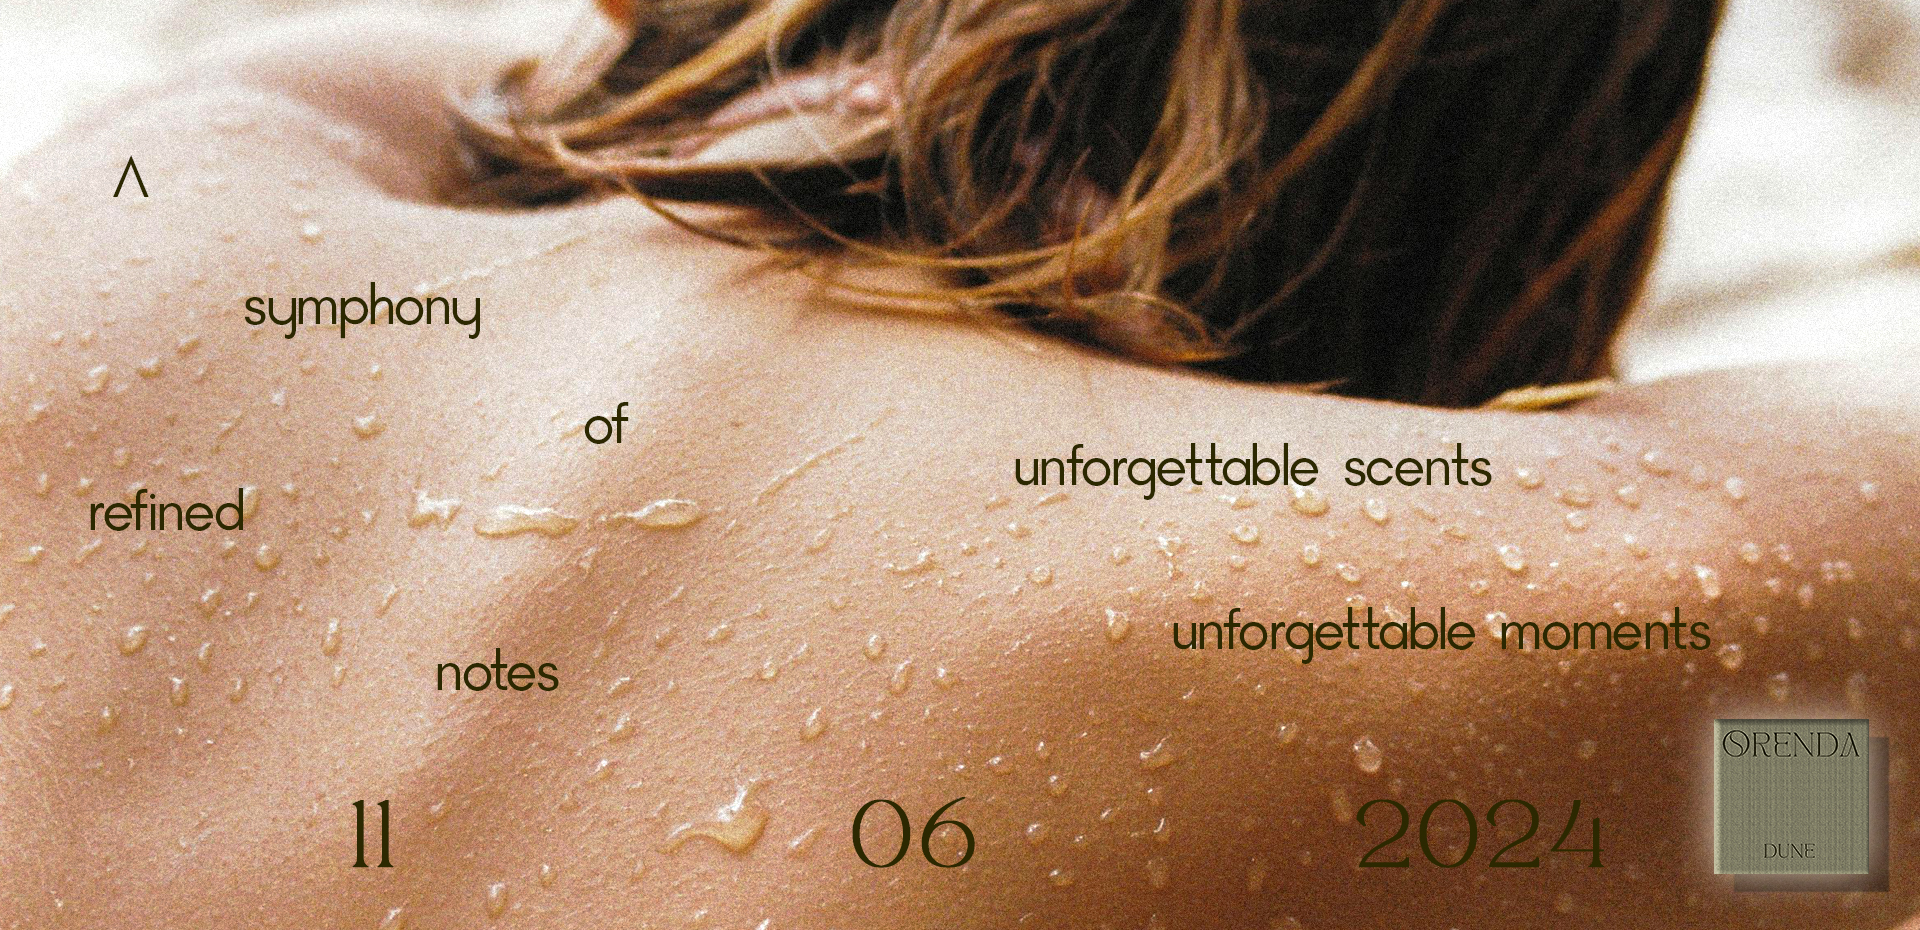 Λ
symphony
of
refined
notes
unforgettable scents
unforgettable moments
11 06 2024
ORENDA
DUNE